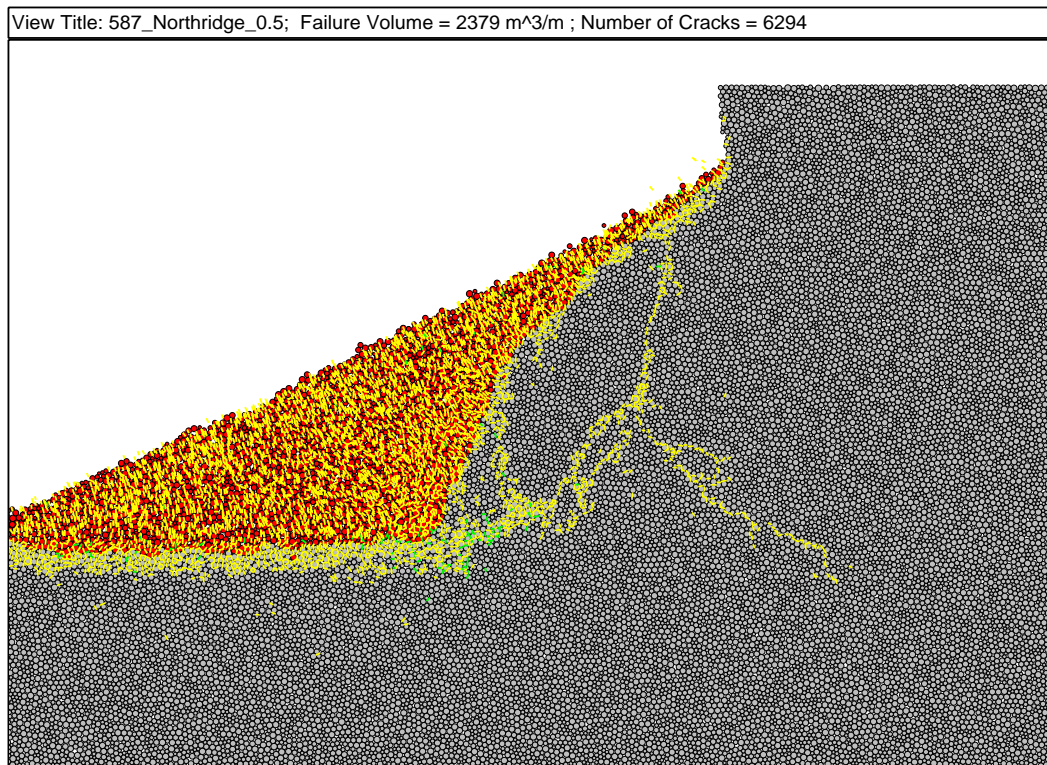 View Title: 587_Northridge_0.5;  Failure Volume = 2379 m^3/m ; Number of Cracks = 6294